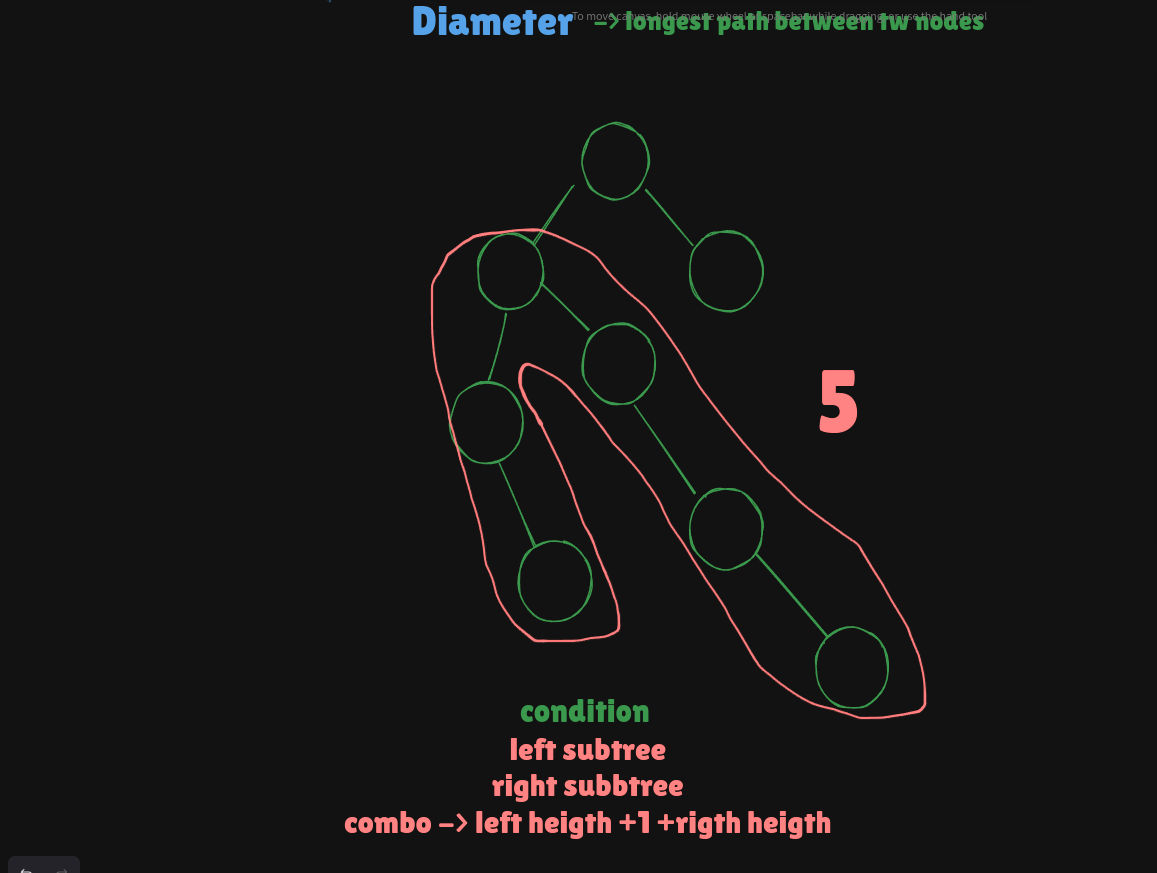 To move canvas, hold mouse wheel or spacebar while dragging, or use the hand tool
Diameter –> longest path between tw nodes
5
condition
left subtree
right subbtree
combo –> left heigth +1 +rigth heigth